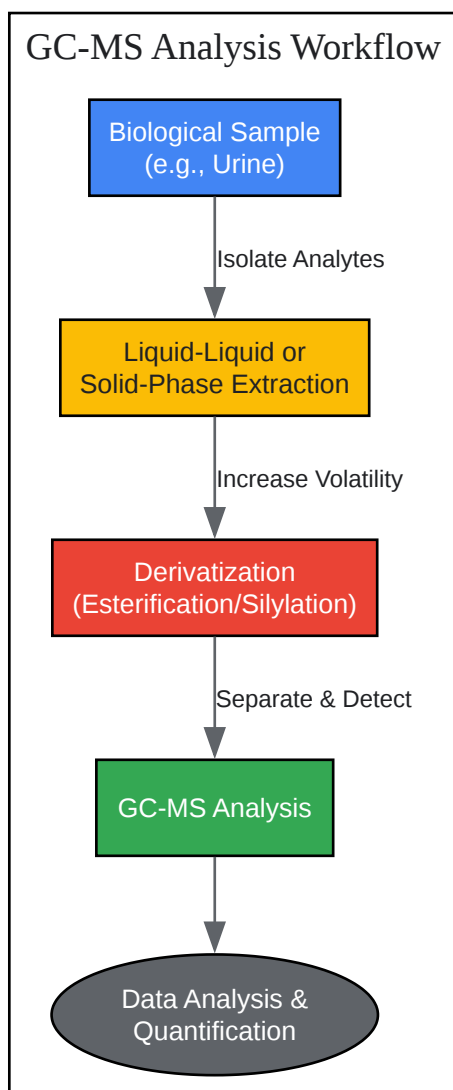 GC-MS Analysis Workflow
Biological Sample
(e.g., Urine)
Isolate Analytes
Liquid-Liquid or
Solid-Phase Extraction
Increase Volatility
Derivatization
(Esterification/Silylation)
Separate & Detect
GC-MS Analysis
Data Analysis &
Quantification